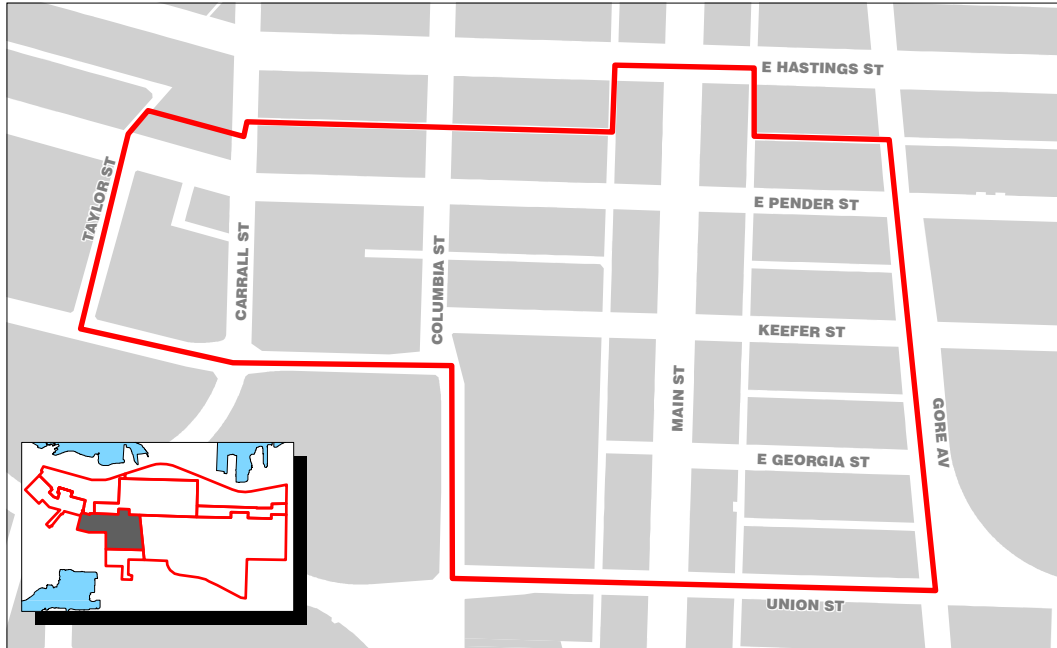 E HASTINGS ST
TAYLOR ST
E PENDER ST
CARRALL ST
COLUMBIA ST
KEEFER ST
MAIN ST
GORE AV
E GEORGIA ST
UNION ST